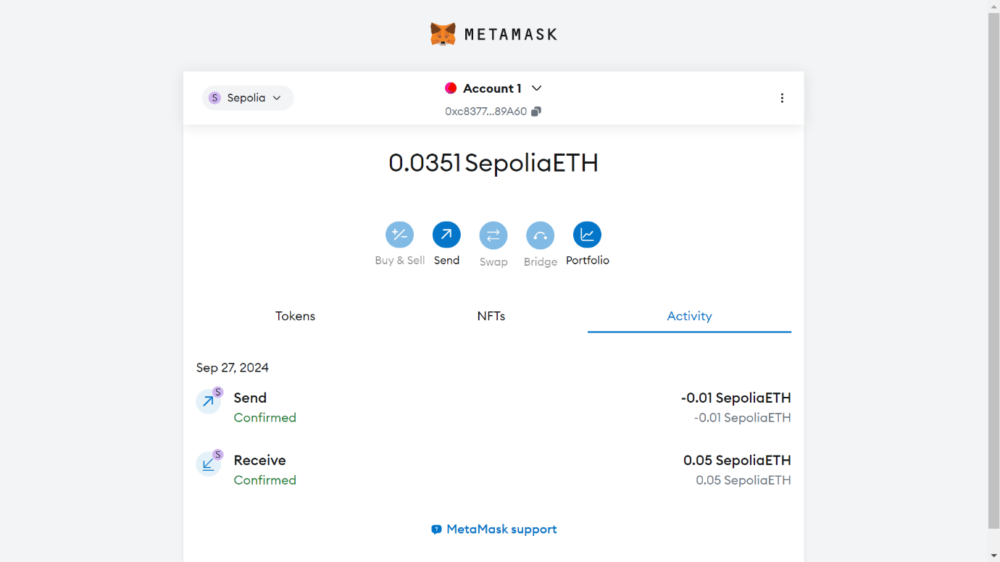 METAMASK
S Sepolia
Account 1
0xc8377...89A60
0.0351 SepoliaETH
Buy & Sell Send Swap Bridge Portfolio
Tokens NFTs Activity
Sep 27, 2024
S
Send -0.01 SepoliaETH
Confirmed -0.01 SepoliaETH
S
Receive 0.05 SepoliaETH
Confirmed 0.05 SepoliaETH
MetaMask support